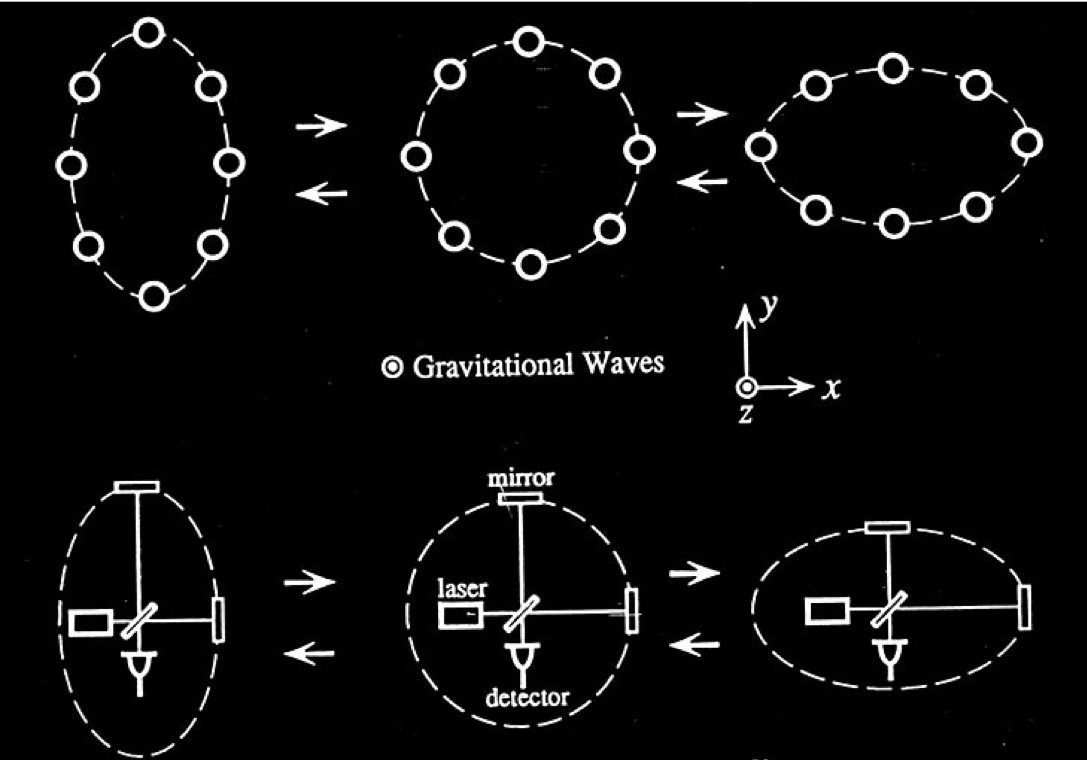 Gravitational Waves
y
x
z
mirror
laser
detector